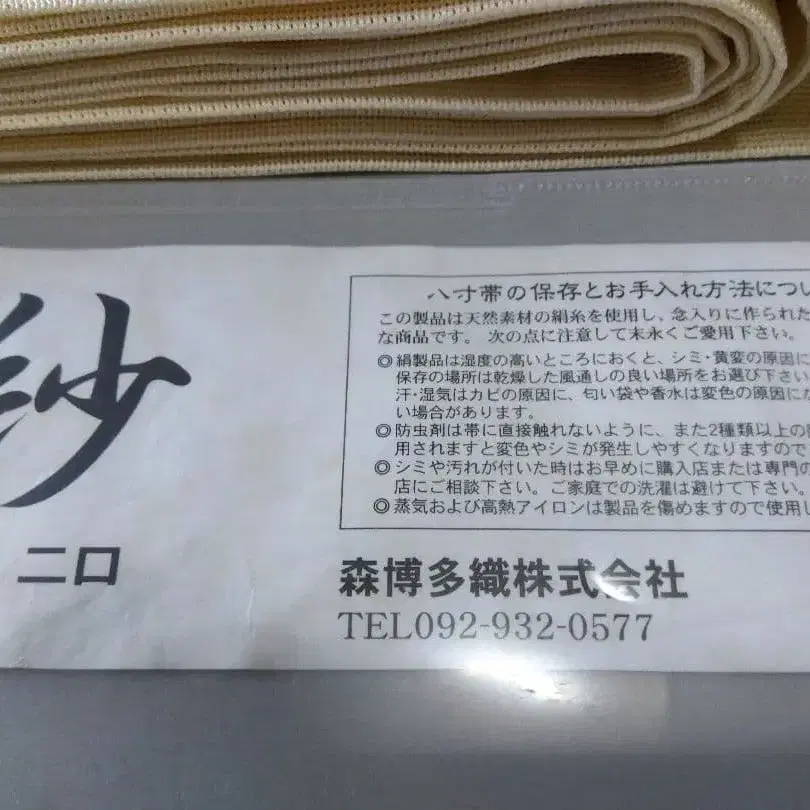 紗
二口
八寸帯の保存とお手入れ方法につい
この製品は天然素材の絹糸を使用し、念入りに作られた
な商品です。次の点に注意して末永くご愛用下さい。
◎絹製品は湿度の高いところにおくと、シミ・黄変の原因に
保存の場所は乾燥した風通しの良い場所をお選び下さい
汗・湿気はカビの原因に、匂い袋や香水は変色の原因にな
い場合があります。
◎防虫剤は帯に直接触れないように、また2種類以上の
用されますと変色やシミが発生しやすくなりますので
◎シミや汚れが付いた時はお早めに購入店または専門の
店にご相談下さい。ご家庭での洗濯は避けて下さい。
◎蒸気および高熱アイロンは製品を傷めますので使用し
森博多織株式会社
TEL092-932-0577